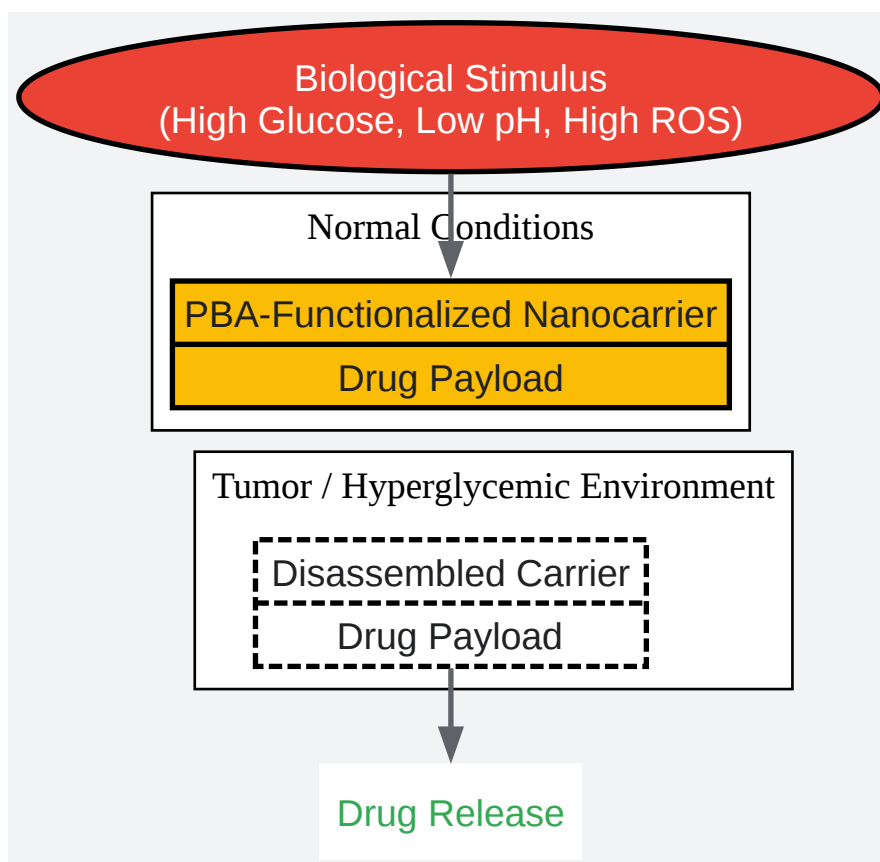 Biological Stimulus
(High Glucose, Low pH, High ROS)
Normal Conditions
PBA-Functionalized Nanocarrier
Drug Payload
Tumor / Hyperglycemic Environment
Disassembled Carrier
Drug Payload
Drug Release